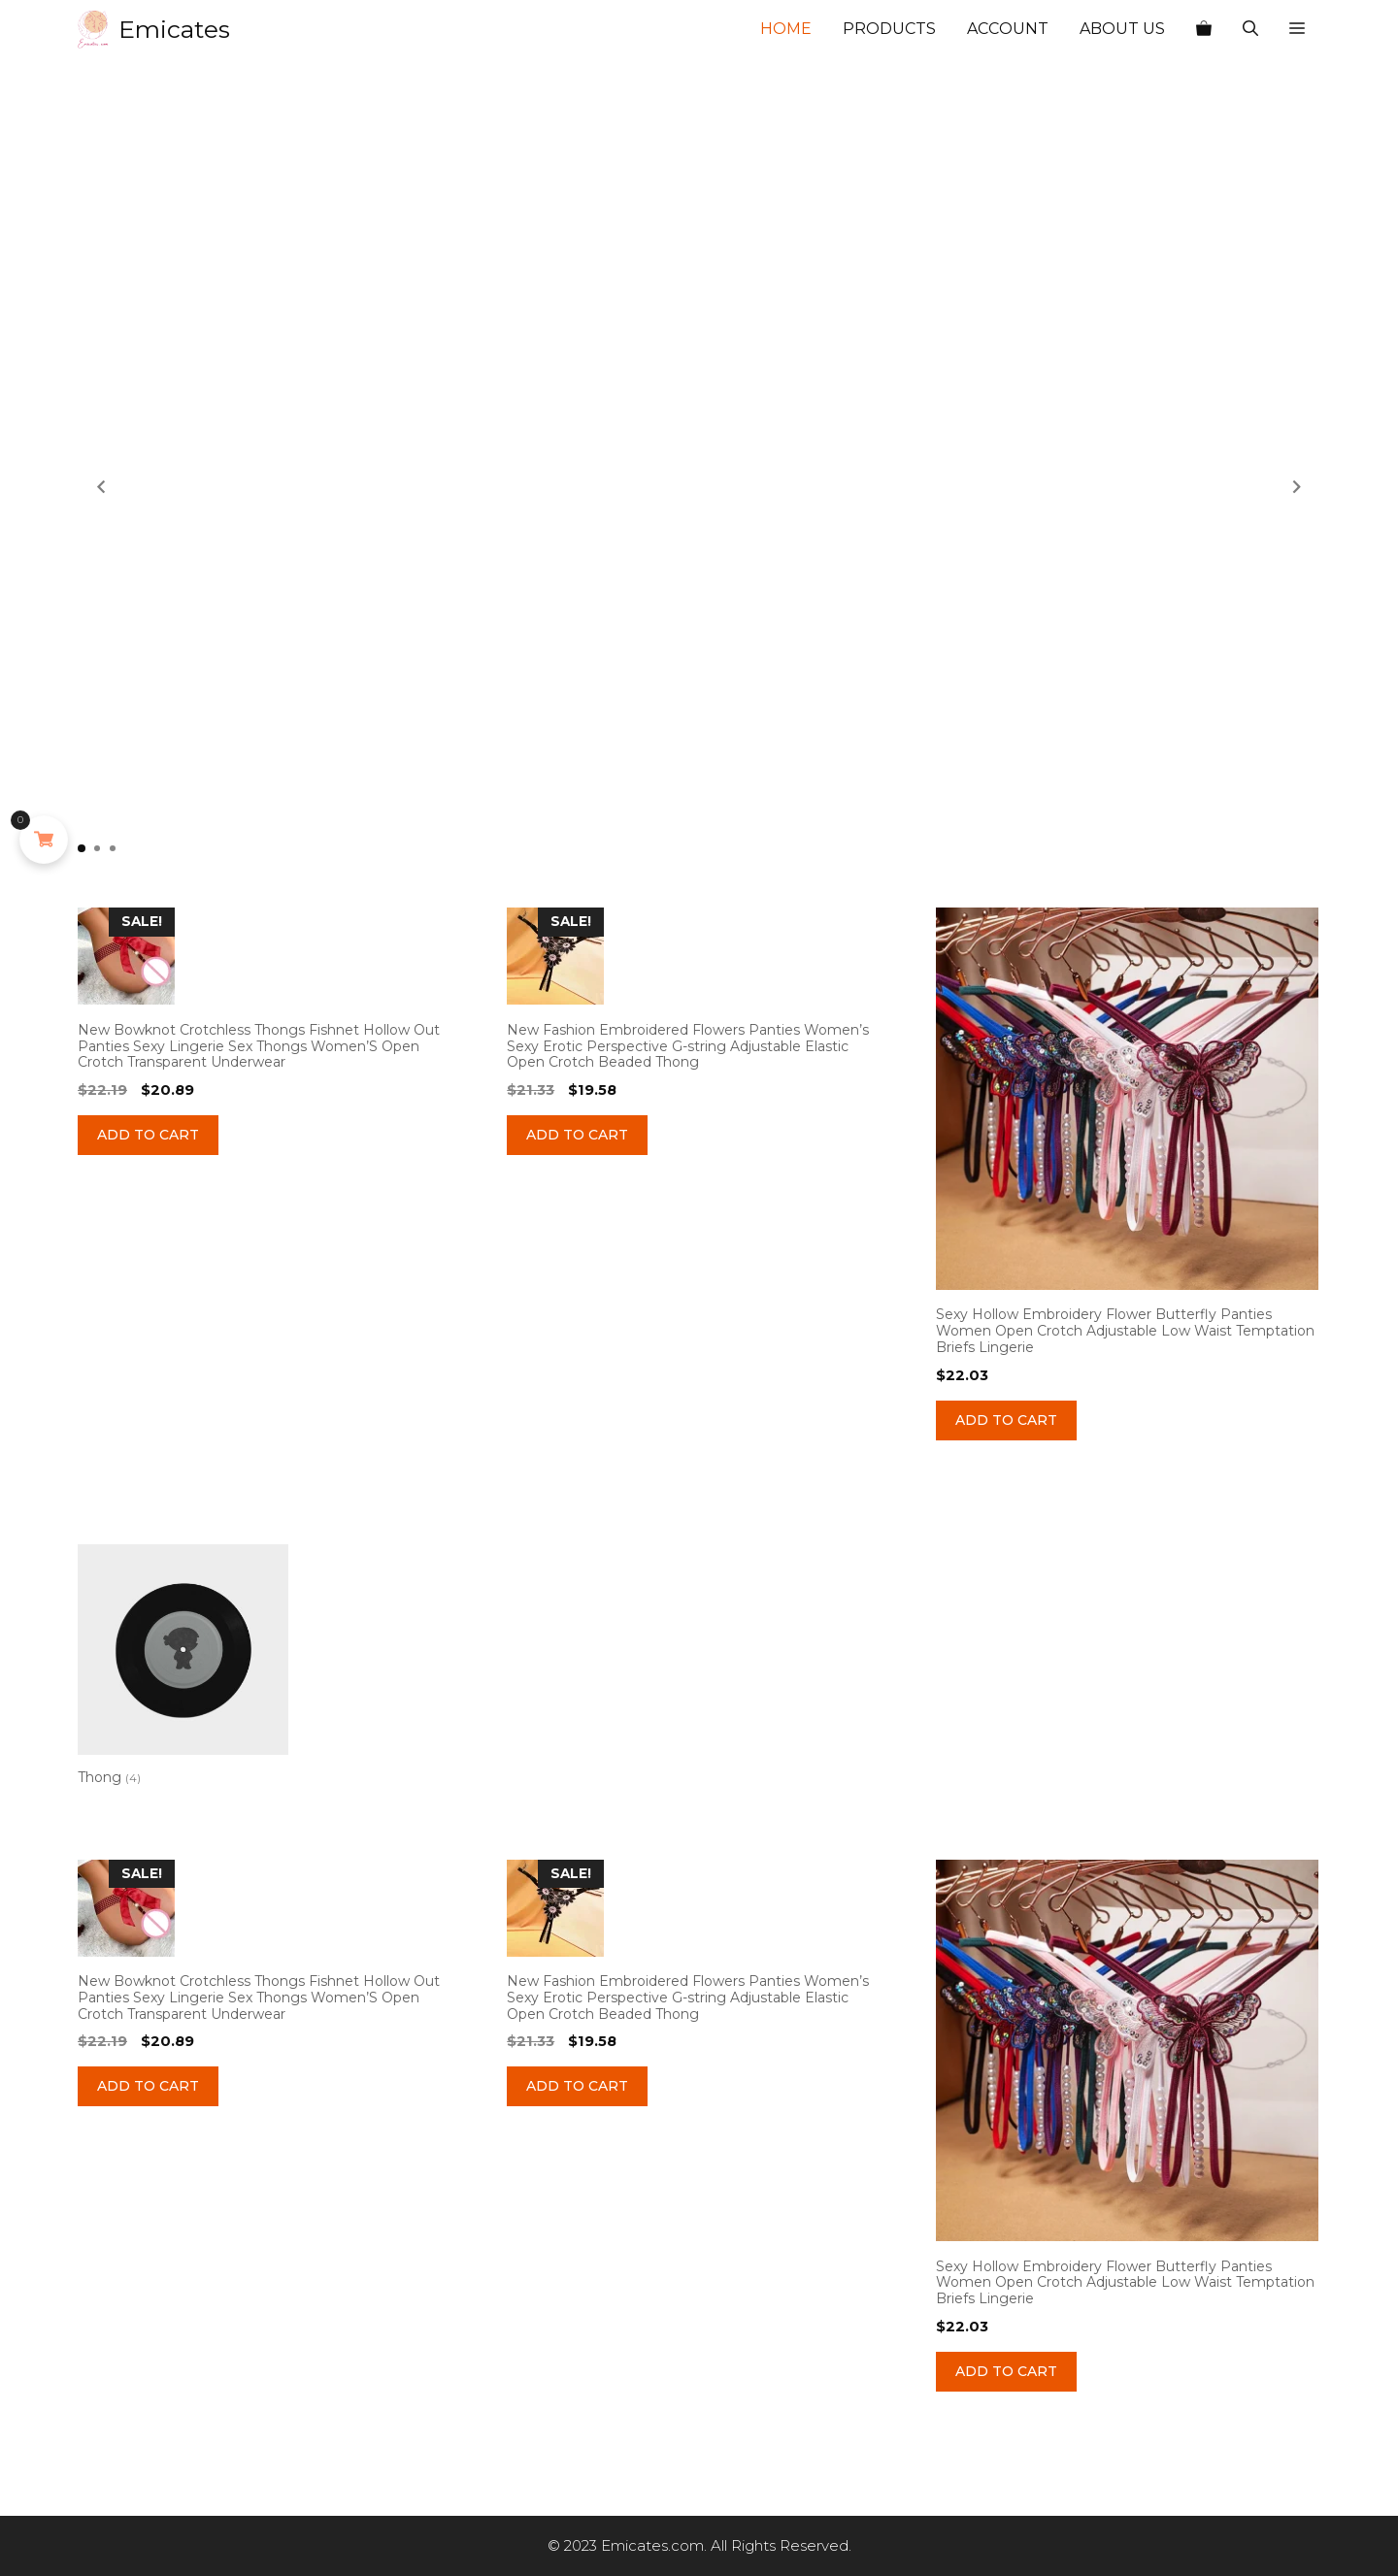 Emicates
HOME
PRODUCTS
ACCOUNT
ABOUT US
0
SALE!
New Bowknot Crotchless Thongs Fishnet Hollow Out
Panties Sexy Lingerie Sex Thongs Women’S Open
Crotch Transparent Underwear
$22.19 $20.89
ADD TO CART
SALE!
New Fashion Embroidered Flowers Panties Women’s
Sexy Erotic Perspective G-string Adjustable Elastic
Open Crotch Beaded Thong
$21.33 $19.58
ADD TO CART
Sexy Hollow Embroidery Flower Butterfly Panties
Women Open Crotch Adjustable Low Waist Temptation
Briefs Lingerie
$22.03
ADD TO CART
Thong (4)
SALE!
New Bowknot Crotchless Thongs Fishnet Hollow Out
Panties Sexy Lingerie Sex Thongs Women’S Open
Crotch Transparent Underwear
$22.19 $20.89
ADD TO CART
SALE!
New Fashion Embroidered Flowers Panties Women’s
Sexy Erotic Perspective G-string Adjustable Elastic
Open Crotch Beaded Thong
$21.33 $19.58
ADD TO CART
Sexy Hollow Embroidery Flower Butterfly Panties
Women Open Crotch Adjustable Low Waist Temptation
Briefs Lingerie
$22.03
ADD TO CART
© 2023 Emicates.com. All Rights Reserved.